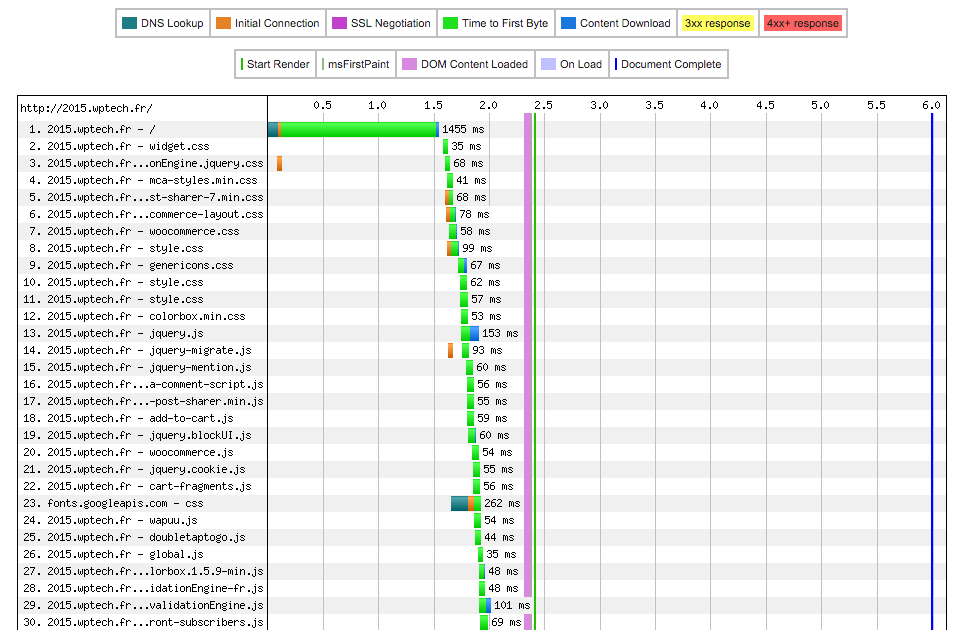 DNS Lookup Initial Connection SSL Negotiation Time to First Byte Content Download 3xx response 4xx+ response
Start Render msFirstPaint DOM Content Loaded On Load Document Complete
http://2015.wptech.fr/ 0.5 1.0 1.5 2.0 2.5 3.0 3.5 4.0 4.5 5.0 5.5 6.0
1. 2015.wptech.fr - / 1455 ms
2. 2015.wptech.fr - widget.css 35 ms
3. 2015.wptech.fr...onEngine.jquery.css 68 ms
4. 2015.wptech.fr - mca-styles.min.css 41 ms
5. 2015.wptech.fr...st-sharer-7.min.css 68 ms
6. 2015.wptech.fr...commerce-layout.css 78 ms
7. 2015.wptech.fr - woocommerce.css 58 ms
8. 2015.wptech.fr - style.css 99 ms
9. 2015.wptech.fr - genericons.css 67 ms
10. 2015.wptech.fr - style.css 62 ms
11. 2015.wptech.fr - style.css 57 ms
12. 2015.wptech.fr - colorbox.min.css 53 ms
13. 2015.wptech.fr - jquery.js 153 ms
14. 2015.wptech.fr - jquery-migrate.js 93 ms
15. 2015.wptech.fr - jquery-mention.js 60 ms
16. 2015.wptech.fr...a-comment-script.js 56 ms
17. 2015.wptech.fr...-post-sharer.min.js 55 ms
18. 2015.wptech.fr - add-to-cart.js 59 ms
19. 2015.wptech.fr - jquery.blockUI.js 60 ms
20. 2015.wptech.fr - woocommerce.js 54 ms
21. 2015.wptech.fr - jquery.cookie.js 55 ms
22. 2015.wptech.fr - cart-fragments.js 56 ms
23. fonts.googleapis.com - css 262 ms
24. 2015.wptech.fr - wapuu.js 54 ms
25. 2015.wptech.fr - doubletaptogo.js 44 ms
26. 2015.wptech.fr - global.js 35 ms
27. 2015.wptech.fr...lorbox.1.5.9-min.js 48 ms
28. 2015.wptech.fr...idationEngine-fr.js 48 ms
29. 2015.wptech.fr...validationEngine.js 101 ms
30. 2015.wptech.fr...ront-subscribers.js 69 ms